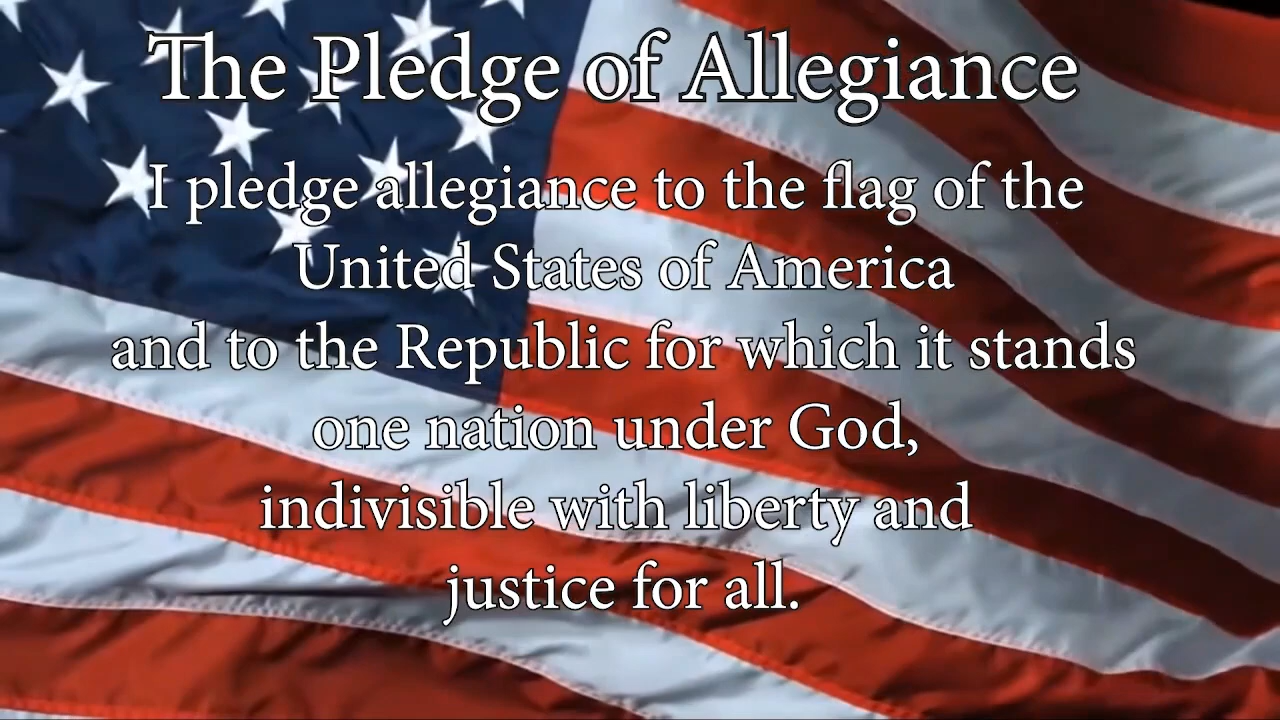 The Pledge of Allegiance
I pledge allegiance to the flag of the
United States of America
and to the Republic for which it stands
one nation under God,
indivisible with liberty and
justice for all.